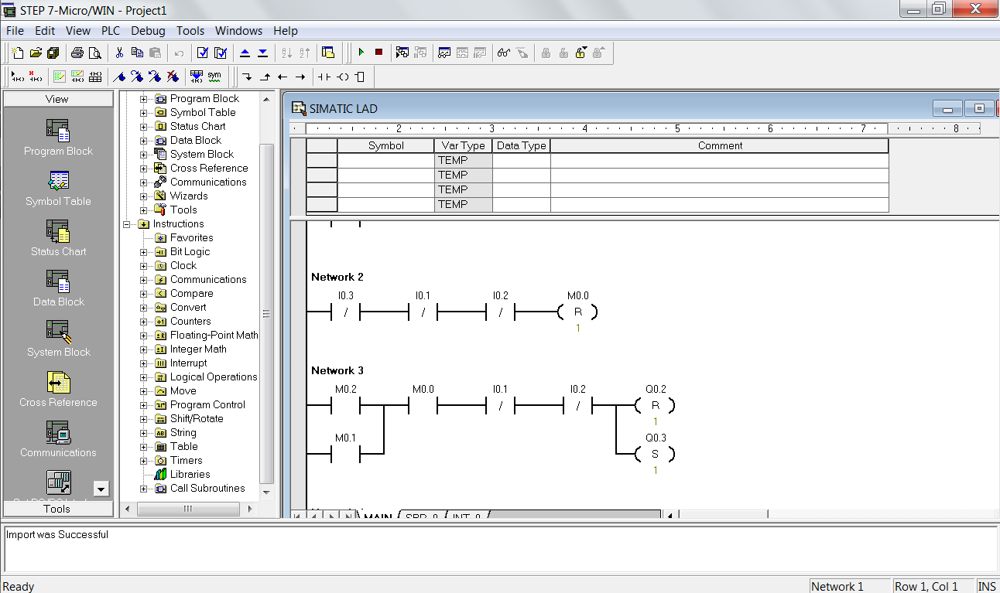 STEP 7-Micro/WIN - Project1
File Edit View PLC Debug Tools Windows Help
sym
View
Program Block
Symbol Table
Status Chart
Data Block
System Block
Cross Reference
Communications
Tools
Program Block
Symbol Table
Status Chart
Data Block
System Block
Cross Reference
Communications
Wizards
Tools
Instructions
Favorites
Bit Logic
Clock
Communications
Compare
Convert
Counters
Floating-Point Math
Integer Math
Interrupt
Logical Operations
Move
Program Control
Shift/Rotate
String
Table
Timers
Libraries
Call Subroutines
SIMATIC LAD
2 3 4 5 6 7 8
Symbol Var Type Data Type Comment
TEMP
TEMP
TEMP
TEMP
Network 2
I0.3 I0.1 I0.2 M0.0
/ / / R
1
Network 3
M0.2 M0.0 I0.1 I0.2 Q0.2
/ / R
1
M0.1 Q0.3
S
1
MAIN SBR_0 INT_0
Import was Successful
Ready Network 1 Row 1, Col 1 INS